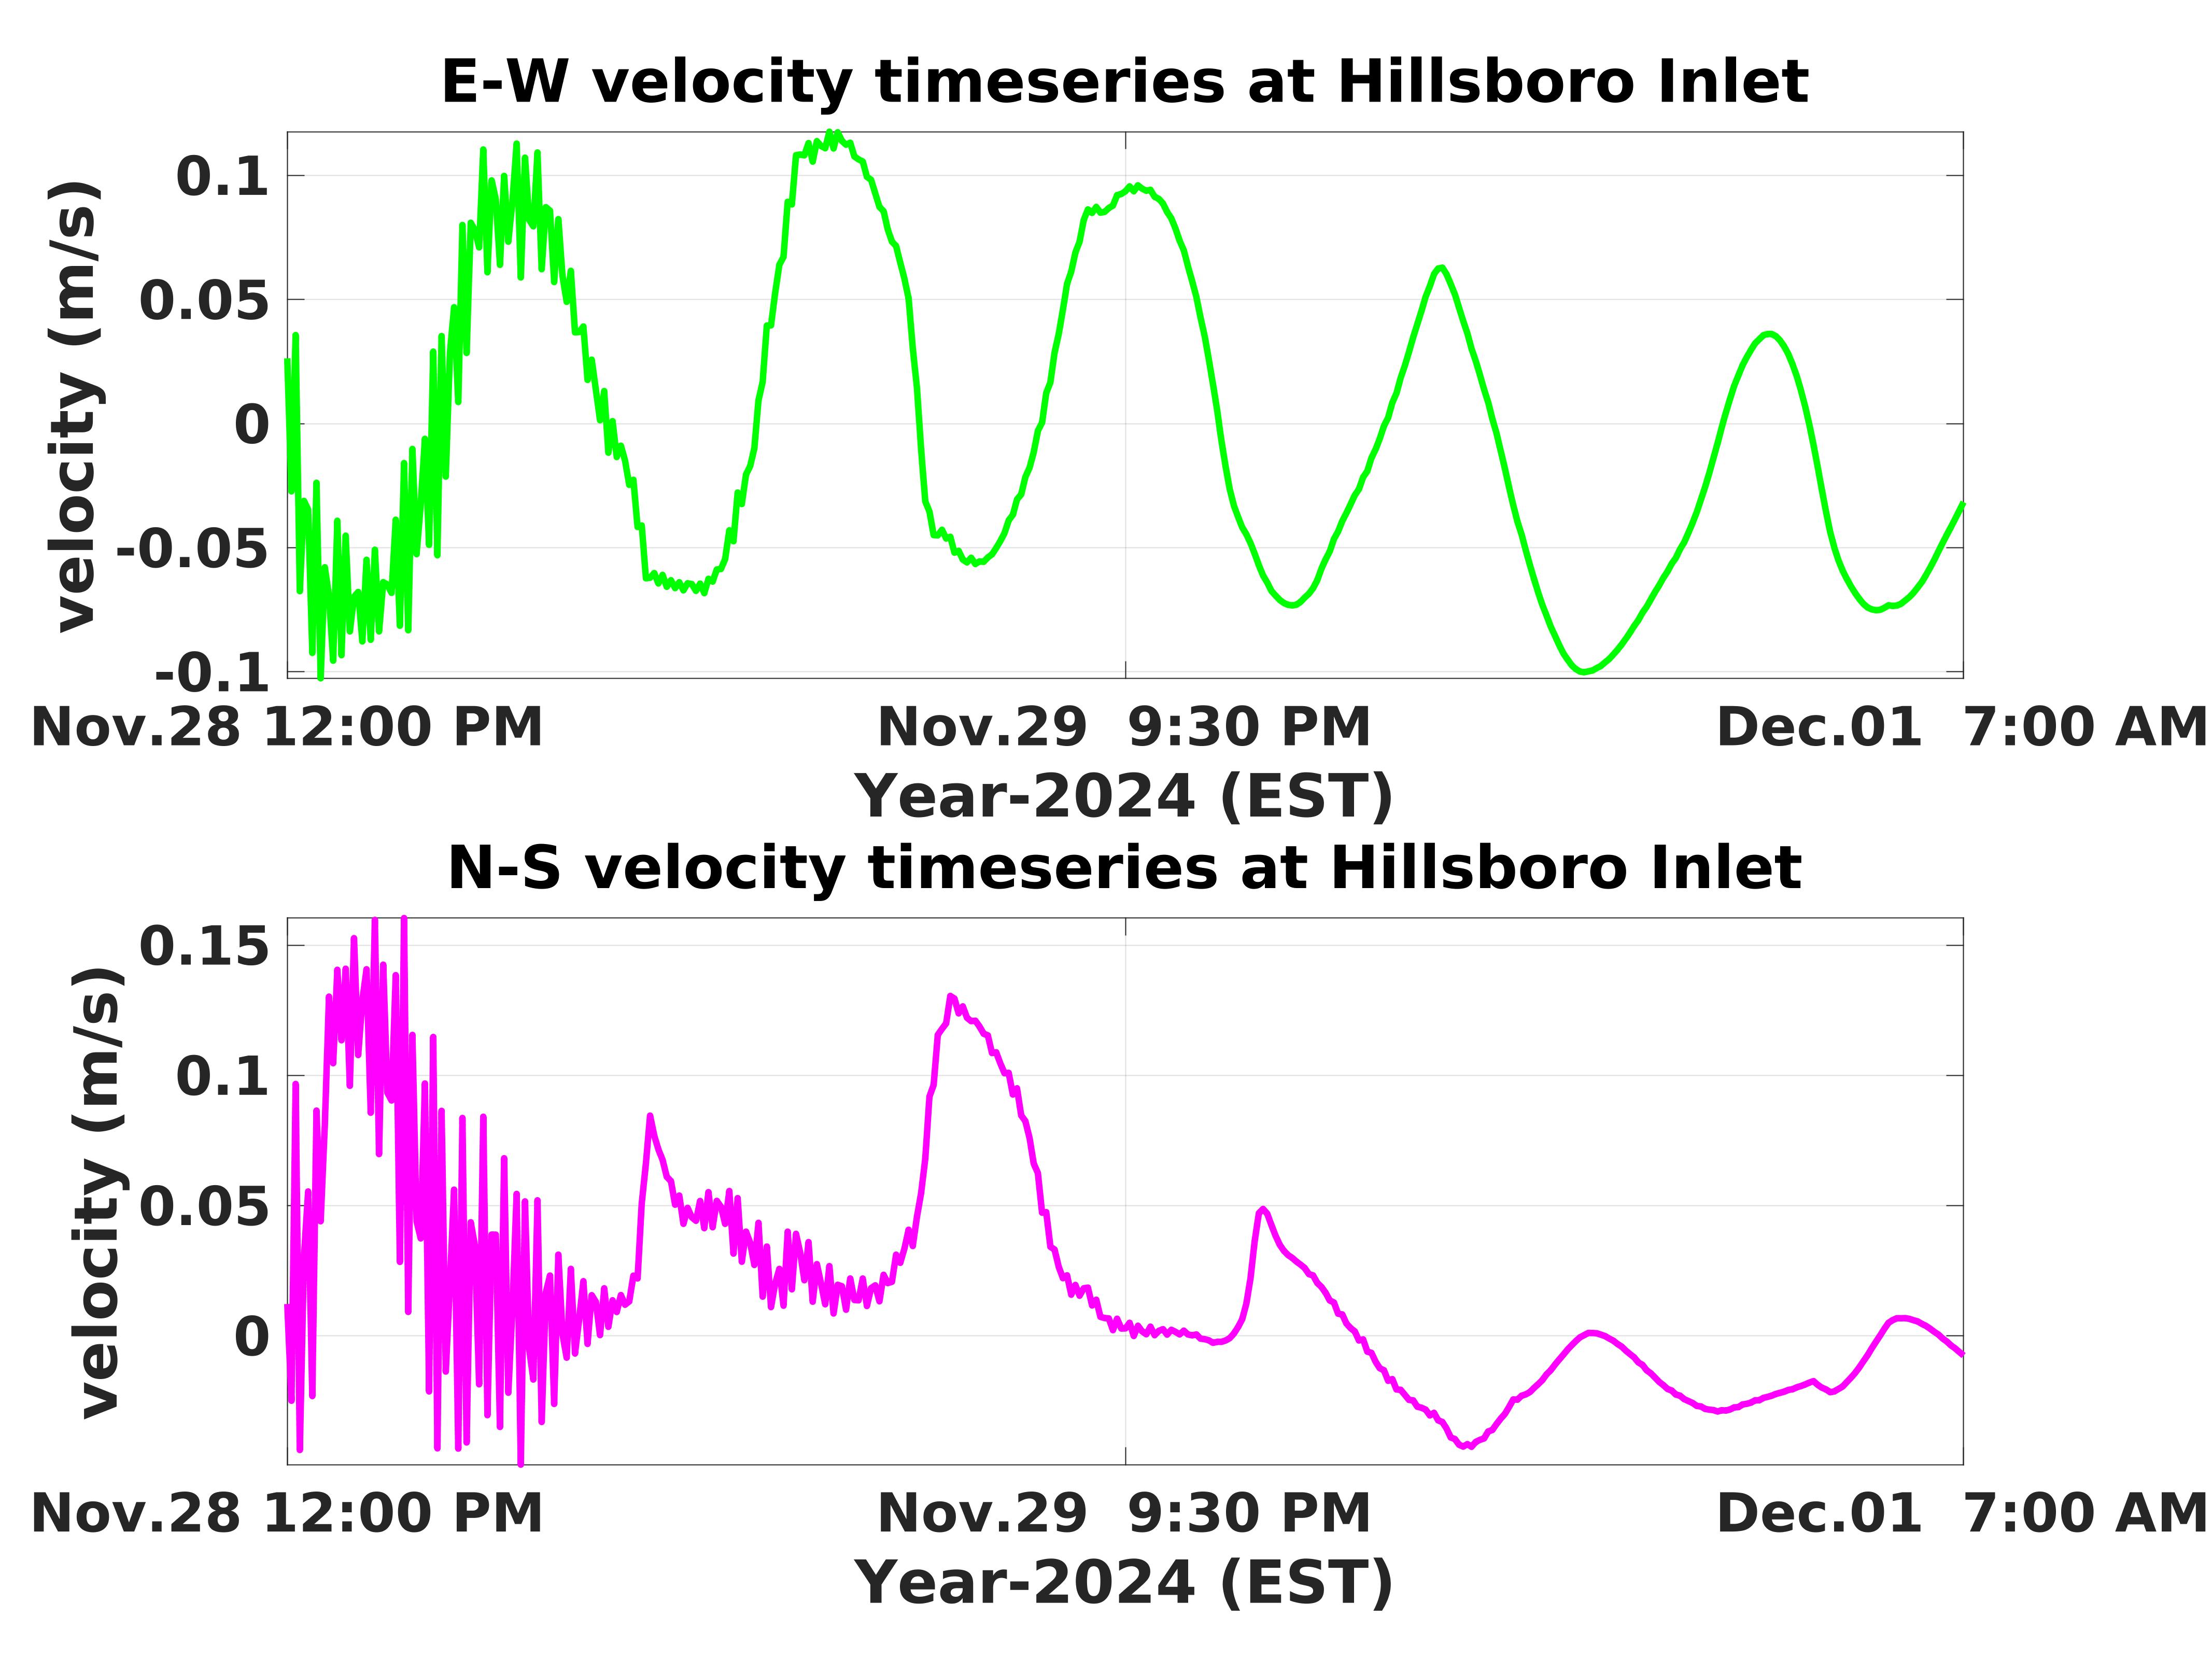 E-W velocity timeseries at Hillsboro Inlet
velocity (m/s)
0.1
0.05
0
-0.05
-0.1
Nov.28 12:00 PM
Nov.29 9:30 PM
Dec.01 7:00 AM
Year-2024 (EST)
N-S velocity timeseries at Hillsboro Inlet
velocity (m/s)
0.15
0.1
0.05
0
Nov.28 12:00 PM
Nov.29 9:30 PM
Dec.01 7:00 AM
Year-2024 (EST)